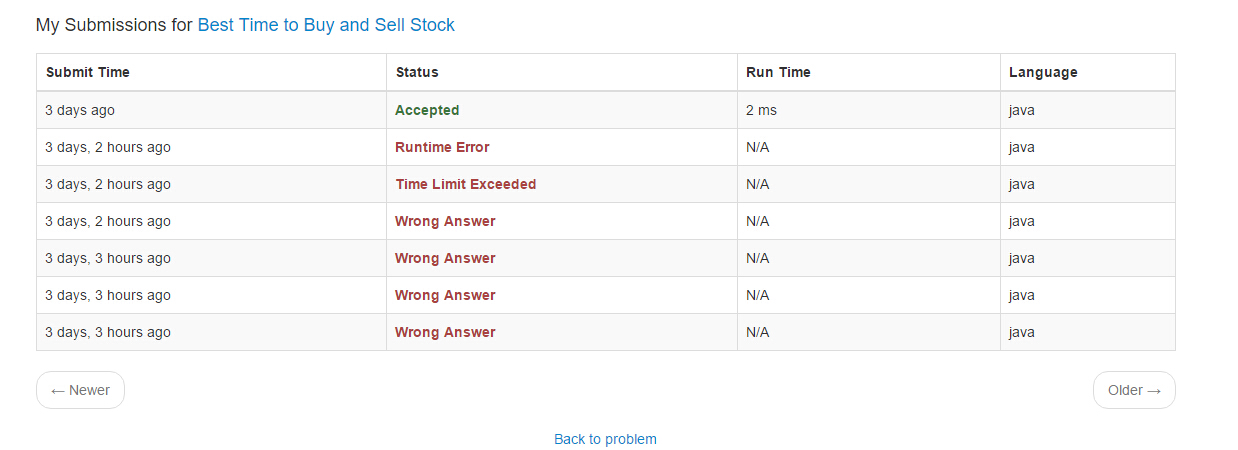 My Submissions for Best Time to Buy and Sell Stock
Submit Time Status Run Time Language
3 days ago Accepted 2 ms java
3 days, 2 hours ago Runtime Error N/A java
3 days, 2 hours ago Time Limit Exceeded N/A java
3 days, 2 hours ago Wrong Answer N/A java
3 days, 3 hours ago Wrong Answer N/A java
3 days, 3 hours ago Wrong Answer N/A java
3 days, 3 hours ago Wrong Answer N/A java
← Newer Older →
Back to problem